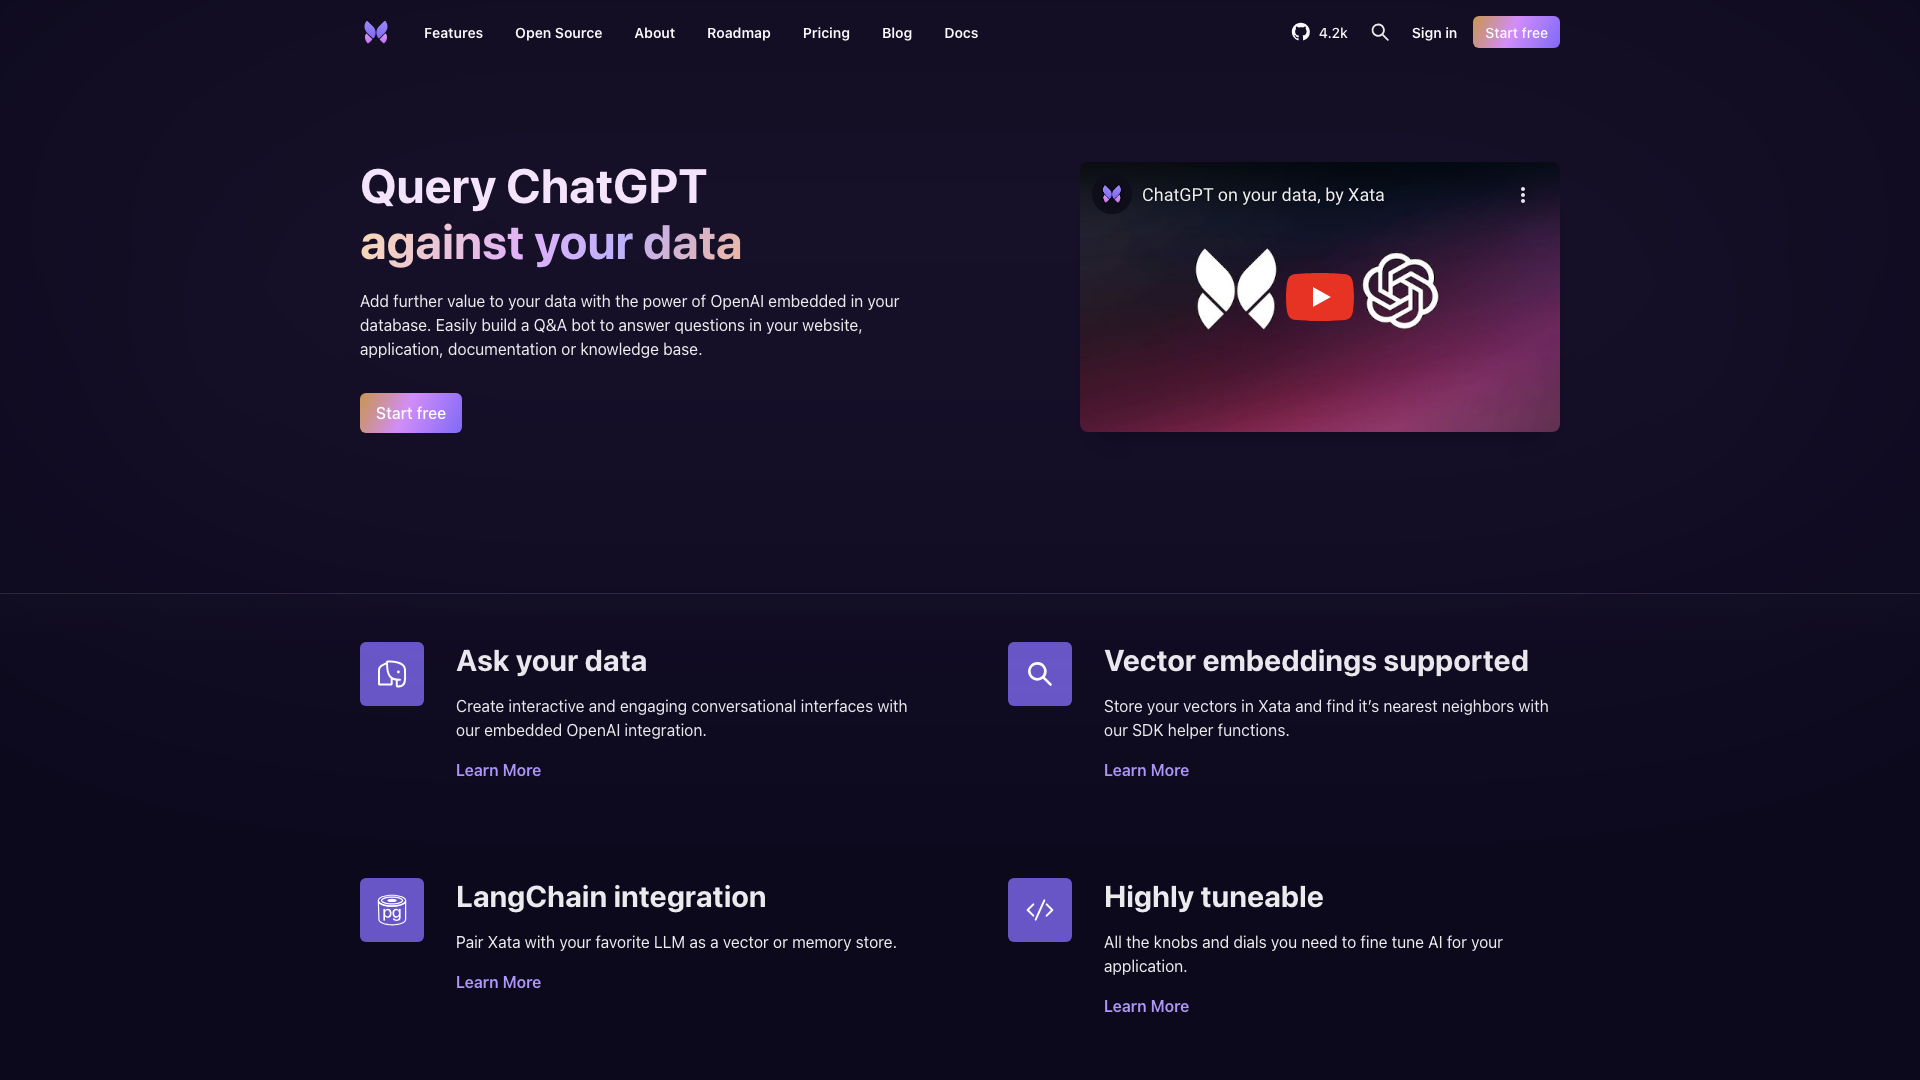 Features Open Source About Roadmap Pricing Blog Docs 4.2k Sign in Start free
Query ChatGPT
against your data
Add further value to your data with the power of OpenAI embedded in your
database. Easily build a Q&A bot to answer questions in your website,
application, documentation or knowledge base.
Start free
ChatGPT on your data, by Xata
Ask your data
Create interactive and engaging conversational interfaces with
our embedded OpenAI integration.
Learn More
Vector embeddings supported
Store your vectors in Xata and find it’s nearest neighbors with
our SDK helper functions.
Learn More
pg
LangChain integration
Pair Xata with your favorite LLM as a vector or memory store.
Learn More
Highly tuneable
All the knobs and dials you need to fine tune AI for your
application.
Learn More